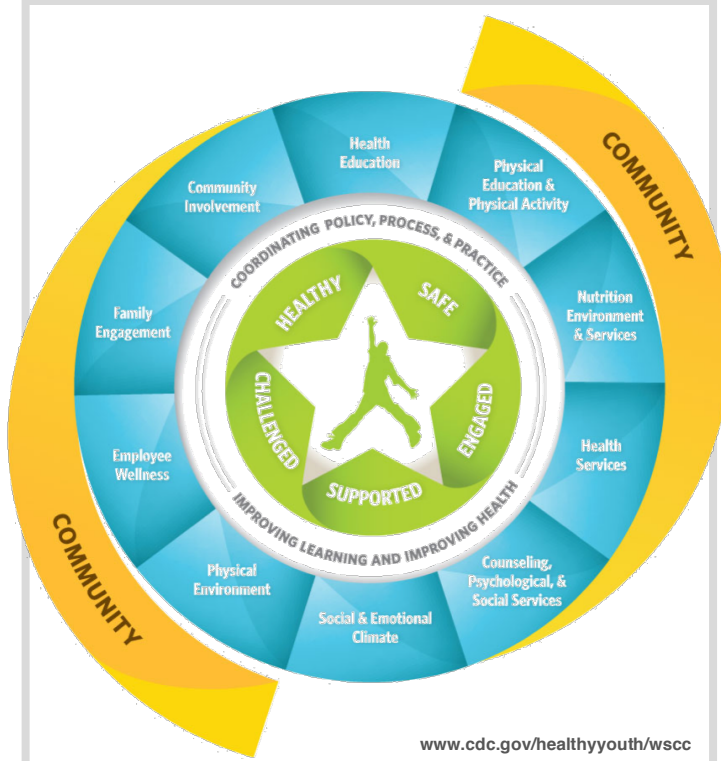 COMMUNITY
Health
Education
Physical
Education &
Physical Activity
Nutrition
Environment
& Services
Health
Services
Counseling,
Psychological, &
Social Services
Social & Emotional
Climate
Physical
Environment
Employee
Wellness
Family
Engagement
Community
Involvement
COORDINATING POLICY, PROCESS, & PRACTICE
HEALTHY
SAFE
ENGAGED
SUPPORTED
CHALLENGED
IMPROVING LEARNING AND IMPROVING HEALTH
COMMUNITY
www.cdc.gov/healthyyouth/wscc